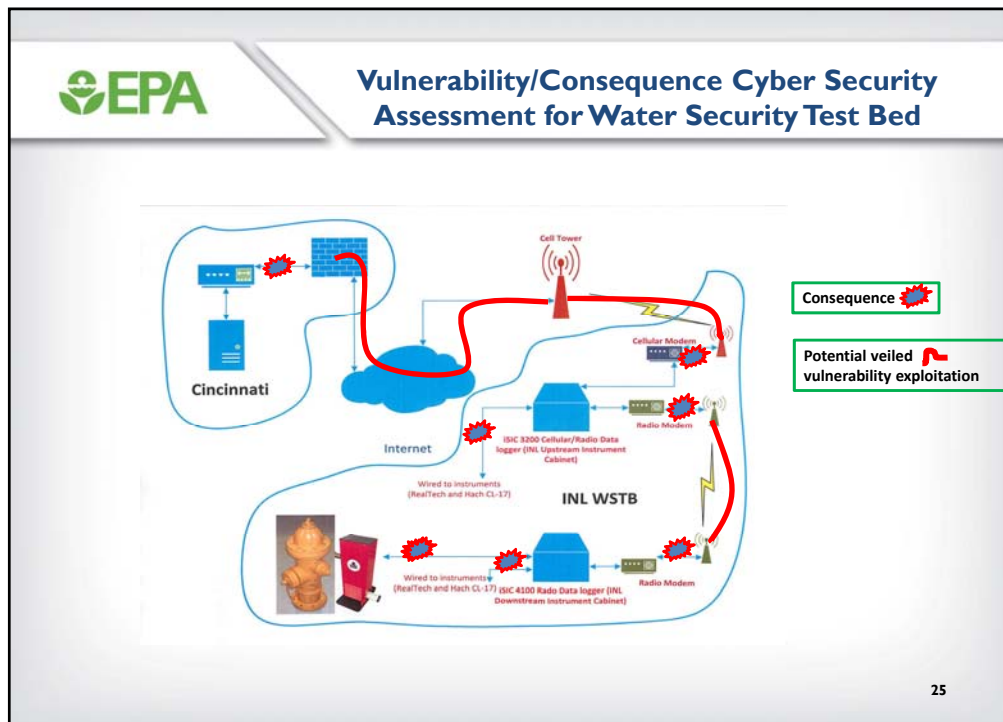 EPA
Vulnerability/Consequence Cyber Security
Assessment for Water Security Test Bed
Cell Tower
Consequence
Cellular Modem
Potential veiled
vulnerability exploitation
Cincinnati
Radio Modem
iSIC 3200 Cellular/Radio Data
logger (INL Upstream Instrument
Cabinet)
Internet
Wired to instruments
(RealTech and Hach CL-17)
INL WSTB
Wired to instruments
(RealTech and Hach CL-17)
iSIC 4100 Rado Data logger (INL
Downstream Instrument Cabinet)
Radio Modem
25